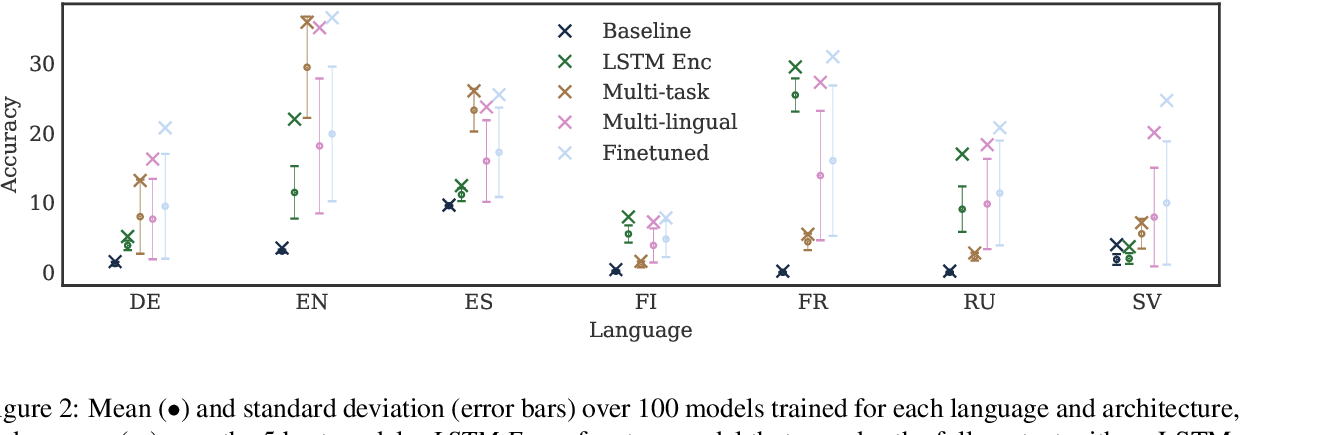 Accuracy
30
20
10
0
Baseline
LSTM Enc
Multi-task
Multi-lingual
Finetuned
DE EN ES FI FR RU SV
Language
gure 2: Mean (●) and standard deviation (error bars) over 100 models trained for each language and architecture,